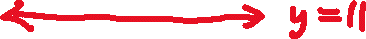 y = 11